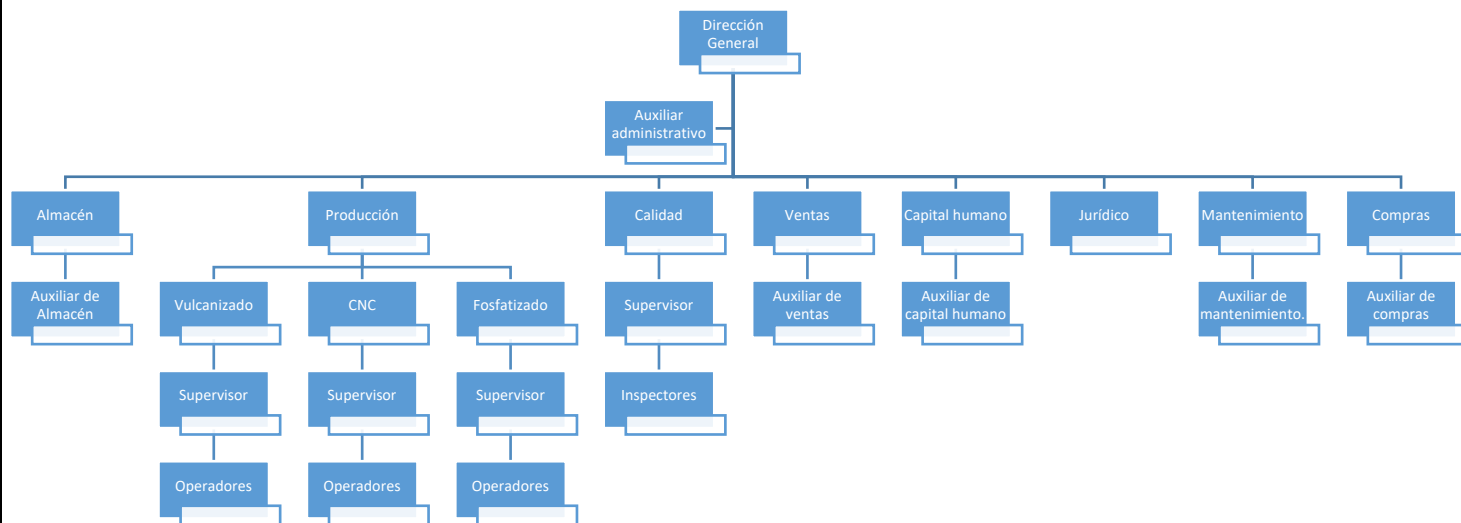 Dirección
General
Auxiliar
administrativo
Almacén
Producción
Calidad
Ventas
Capital humano
Jurídico
Mantenimiento
Compras
Auxiliar de
Almacén
Vulcanizado
CNC
Fosfatizado
Supervisor
Auxiliar de
ventas
Auxiliar de
capital humano
Auxiliar de
mantenimiento.
Auxiliar de
compras
Supervisor
Supervisor
Supervisor
Inspectores
Operadores
Operadores
Operadores